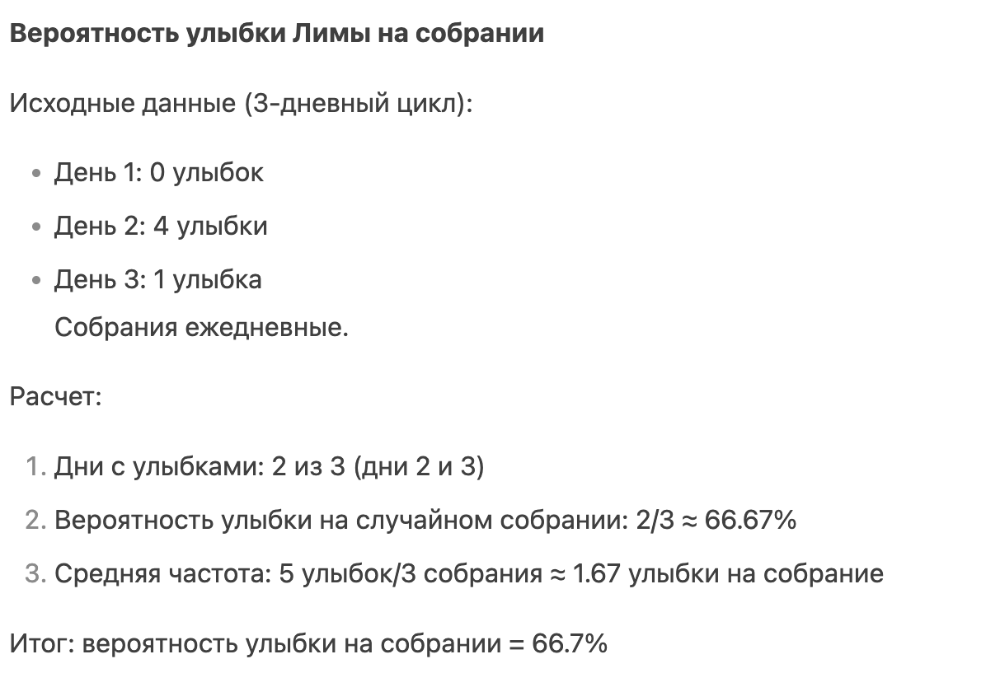 Вероятность улыбки Лимы на собрании
Исходные данные (3-дневный цикл):
• День 1: 0 улыбок
• День 2: 4 улыбки
• День 3: 1 улыбка
Собрания ежедневные.
Расчет:
1. Дни с улыбками: 2 из 3 (дни 2 и 3)
2. Вероятность улыбки на случайном собрании: 2/3 ≈ 66.67%
3. Средняя частота: 5 улыбок/3 собрания ≈ 1.67 улыбки на собрание
Итог: вероятность улыбки на собрании = 66.7%